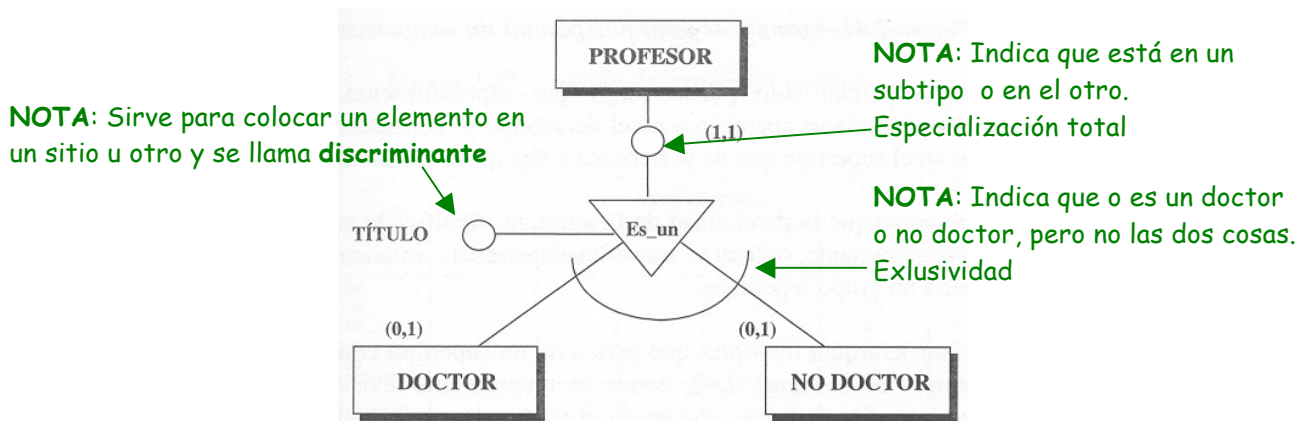 PROFESOR
NOTA: Indica que está en un
subtipo o en el otro.
Especialización total
(1,1)
NOTA: Sirve para colocar un elemento en
un sitio u otro y se llama discriminante
NOTA: Indica que o es un doctor
o no doctor, pero no las dos cosas.
Exlusividad
TÍTULO
Es_un
(0,1)
(0,1)
DOCTOR
NO DOCTOR